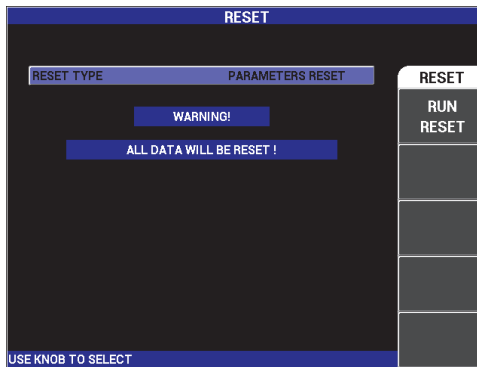 RESET
RESET TYPE PARAMETERS RESET
WARNING!
ALL DATA WILL BE RESET !
RESET
RUN
RESET
USE KNOB TO SELECT